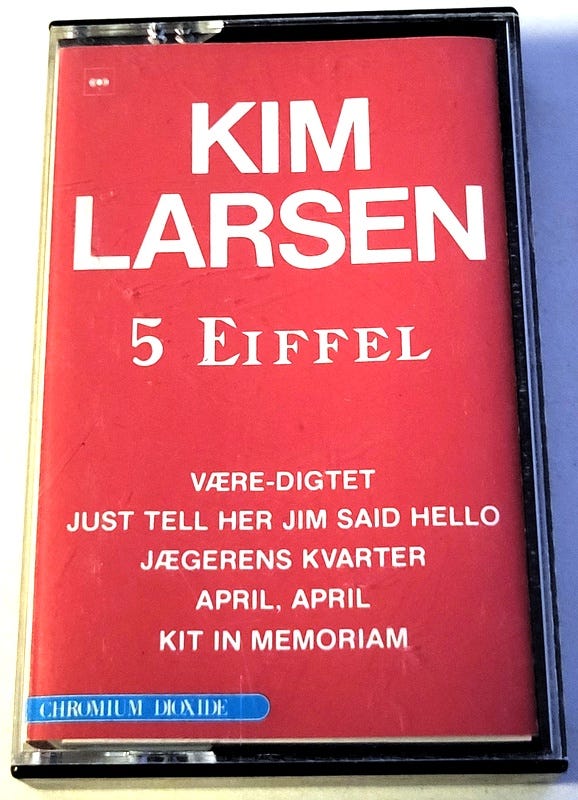 KIM
LARSEN
5 EIFFEL
VÆRE-DIGTET
JUST TELL HER JIM SAID HELLO
JÆGERENS KVARTER
APRIL, APRIL
KIT IN MEMORIAM
CHROMIUM DIOXIDE